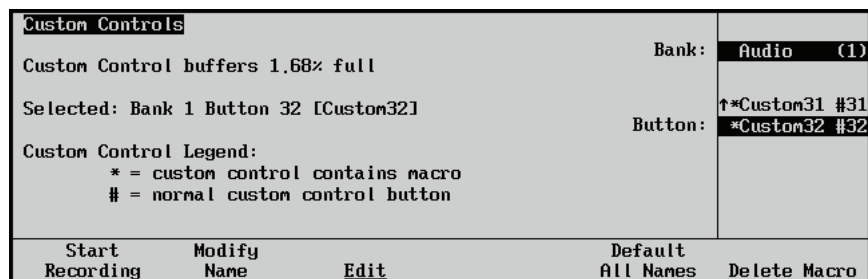 Custom Controls
Bank: Audio (1)
Custom Control buffers 1.68% full
Selected: Bank 1 Button 32 [Custom32]
↑*Custom31 #31
Button: *Custom32 #32
Custom Control Legend:
* = custom control contains macro
# = normal custom control button
Start Recording
Modify Name
Edit
Default All Names
Delete Macro